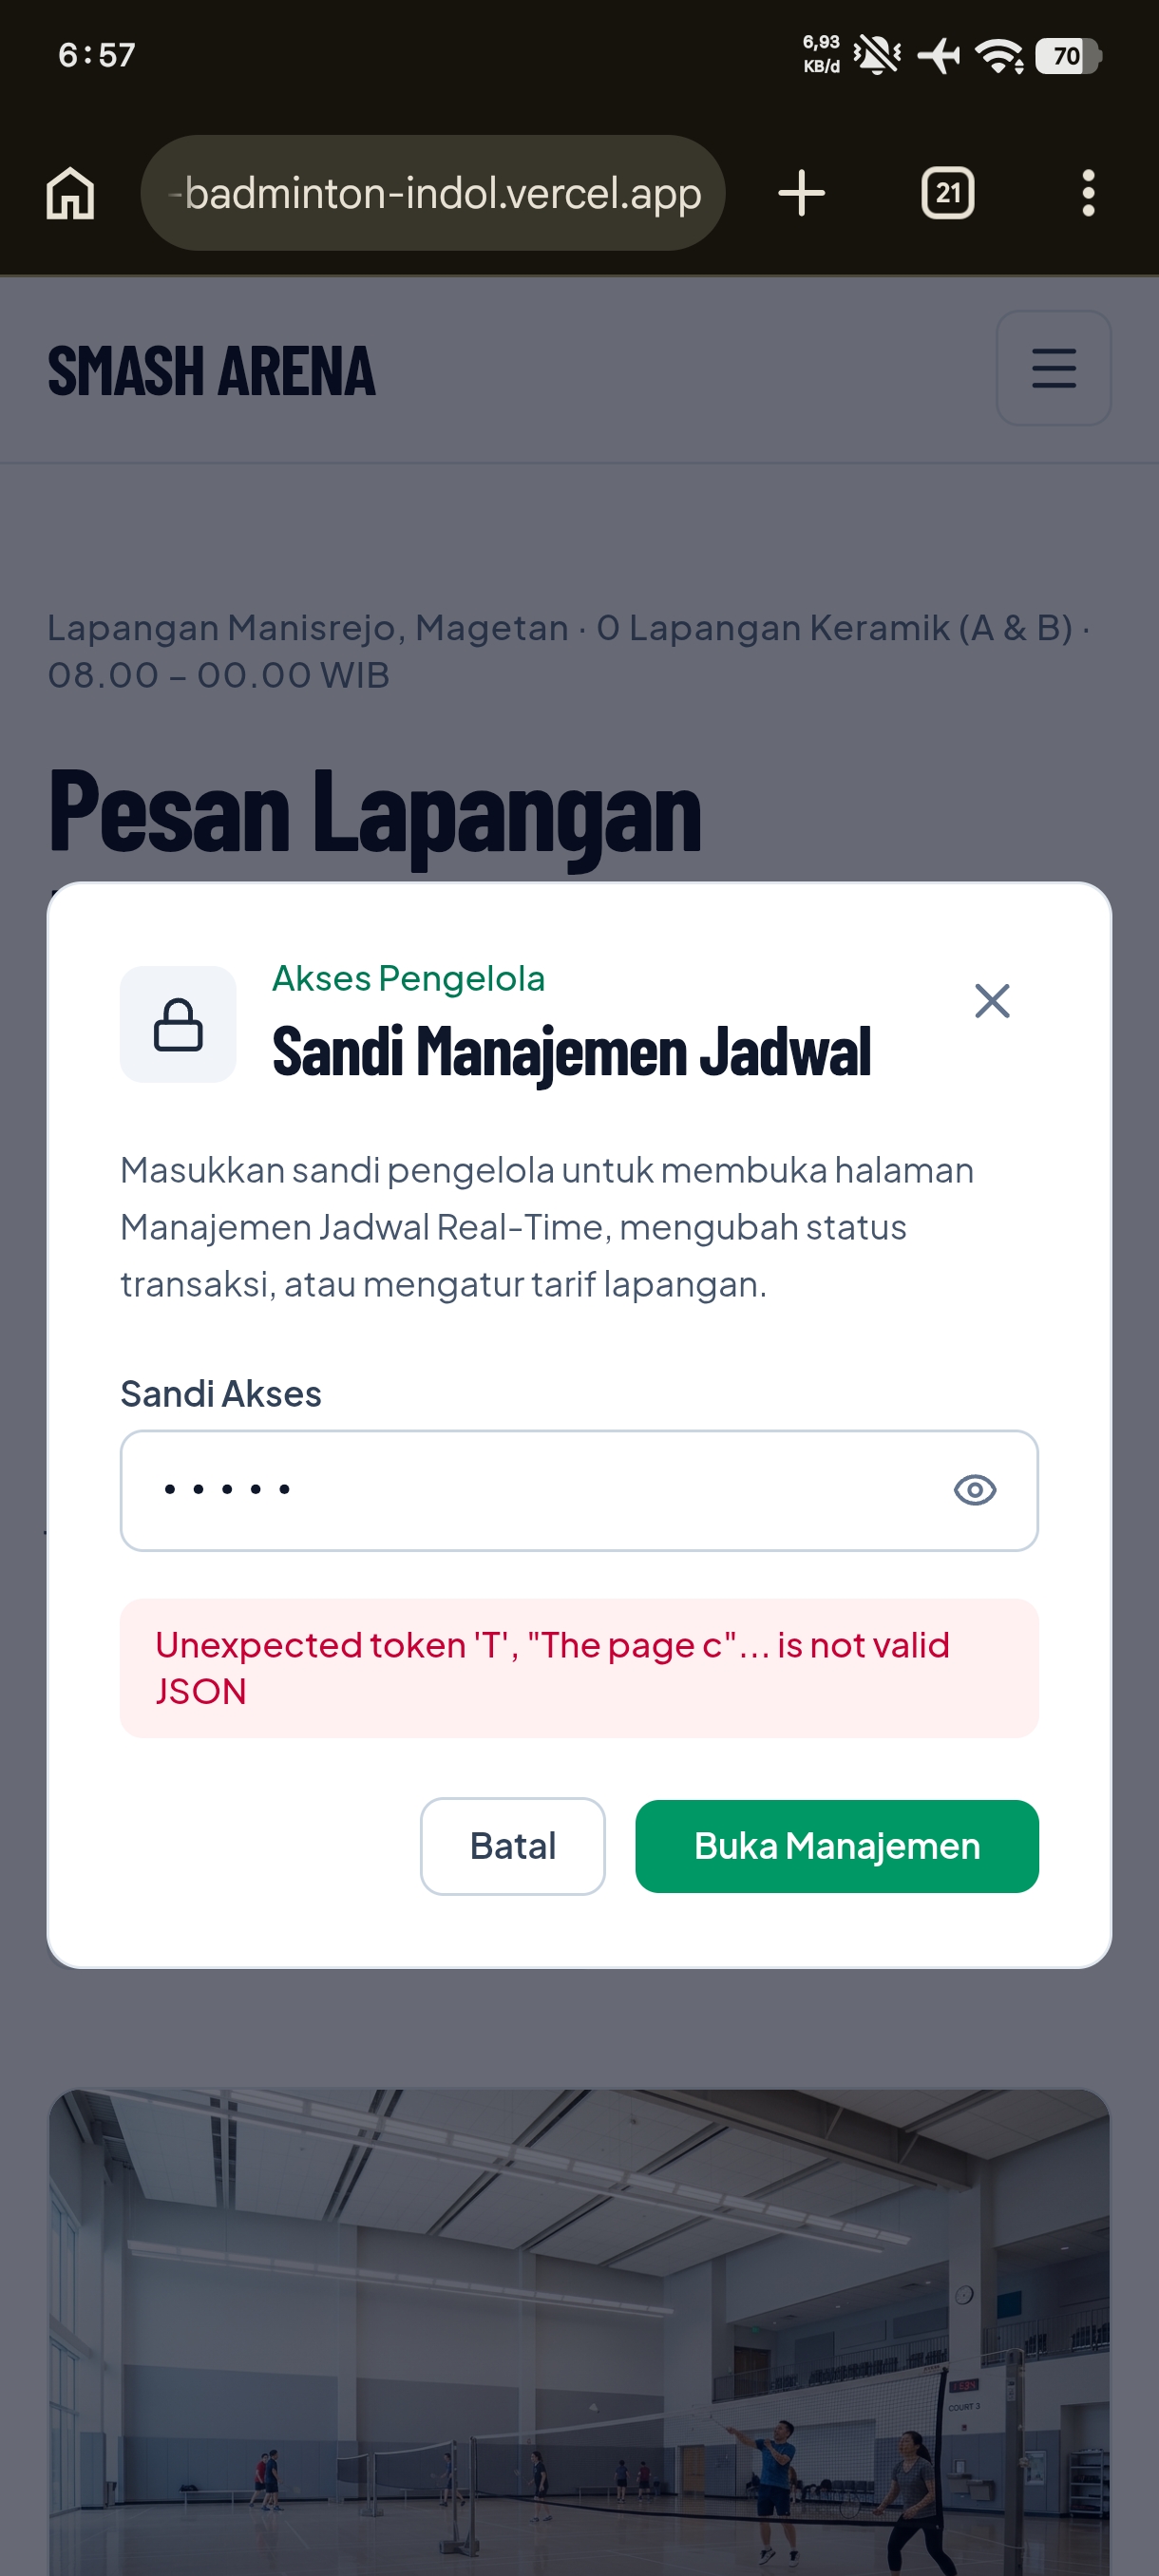 6:57
6,93
KB/d
70
-badminton-indol.vercel.app
21
SMASH ARENA
Lapangan Manisrejo, Magetan · 0 Lapangan Keramik (A & B) ·
08.00 – 00.00 WIB
Pesan Lapangan
Akses Pengelola
Sandi Manajemen Jadwal
Masukkan sandi pengelola untuk membuka halaman
Manajemen Jadwal Real-Time, mengubah status
transaksi, atau mengatur tarif lapangan.
Sandi Akses
•••••
Unexpected token 'T', "The page c"... is not valid
JSON
Batal
Buka Manajemen
COURT 3